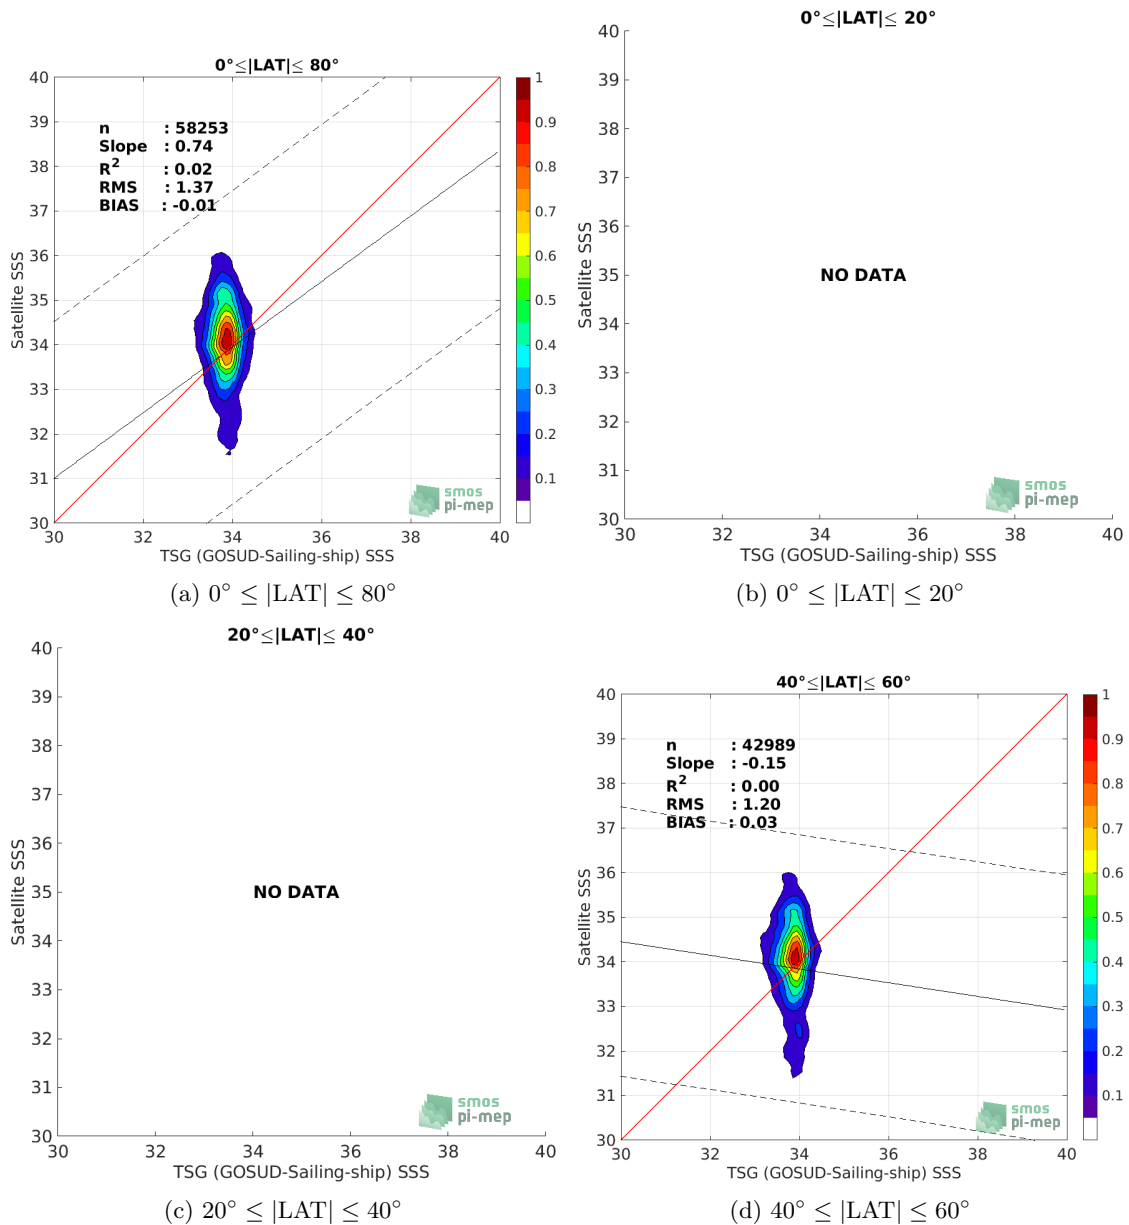 0°≤|LAT|≤ 80°
40
39
38
37
36
35
34
33
32
31
30
Satellite SSS
n : 58253
Slope : 0.74
R² : 0.02
RMS : 1.37
BIAS : -0.01
1
0.9
0.8
0.7
0.6
0.5
0.4
0.3
0.2
0.1
smos
pi-mep
30 32 34 36 38 40
TSG (GOSUD-Sailing-ship) SSS
(a) 0° ≤ |LAT| ≤ 80°
0°≤|LAT|≤ 20°
40
39
38
37
36
35
34
33
32
31
30
Satellite SSS
NO DATA
smos
pi-mep
30 32 34 36 38 40
TSG (GOSUD-Sailing-ship) SSS
(b) 0° ≤ |LAT| ≤ 20°
20°≤|LAT|≤ 40°
40
39
38
37
36
35
34
33
32
31
30
Satellite SSS
NO DATA
smos
pi-mep
30 32 34 36 38 40
TSG (GOSUD-Sailing-ship) SSS
(c) 20° ≤ |LAT| ≤ 40°
40°≤|LAT|≤ 60°
40
39
38
37
36
35
34
33
32
31
30
Satellite SSS
n : 42989
Slope : -0.15
R² : 0.00
RMS : 1.20
BIAS : 0.03
1
0.9
0.8
0.7
0.6
0.5
0.4
0.3
0.2
0.1
smos
pi-mep
30 32 34 36 38 40
TSG (GOSUD-Sailing-ship) SSS
(d) 40° ≤ |LAT| ≤ 60°